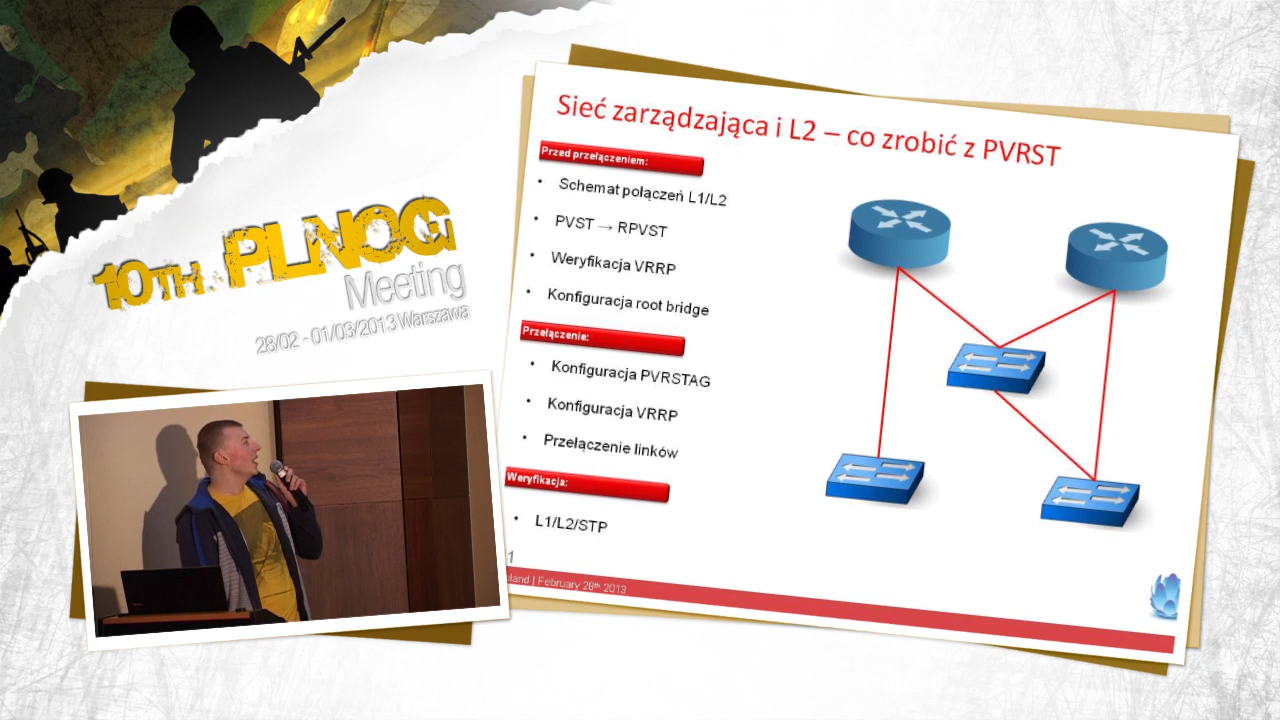 10TH PLNOG
Meeting
28/02 - 01/03/2013 Warszawa
Sieć zarządzająca i L2 – co zrobić z PVRST
Przed przełączeniem:
• Schemat połączeń L1/L2
• PVST → RPVST
• Weryfikacja VRRP
• Konfiguracja root bridge
Przełączenie:
• Konfiguracja PVRSTAG
• Konfiguracja VRRP
• Przełączenie linków
Weryfikacja:
• L1/L2/STP
1
| February 28th 2013